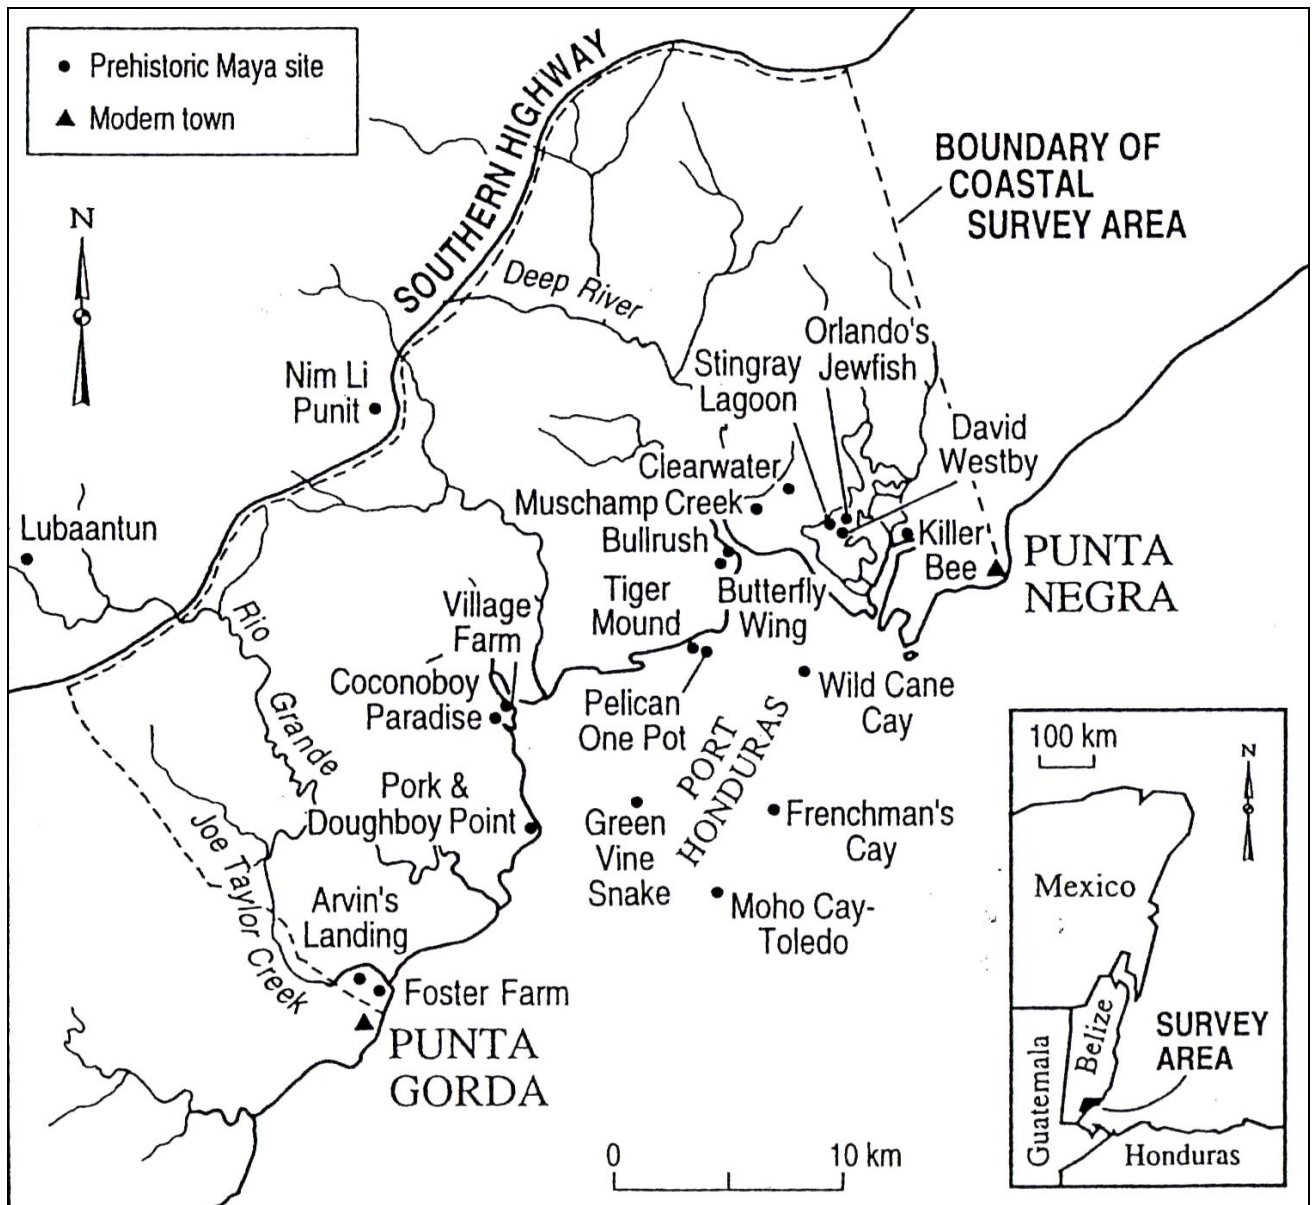 Prehistoric Maya site
Modern town
N
SOUTHERN HIGHWAY
BOUNDARY OF
COASTAL
SURVEY AREA
Deep River
Orlando's
Jewfish
Stingray
Lagoon
Nim Li
Punit
David
Westby
Clearwater
Muschamp Creek
Bullrush
Killer
Bee
PUNTA
NEGRA
Lubaantun
Tiger
Mound
Butterfly
Wing
Village
Farm
Rio
Grande
Coconoboy
Paradise
Pelican
One Pot
Wild Cane
Cay
PORT
HONDURAS
Pork &
Doughboy Point
Green
Vine
Snake
Frenchman's
Cay
Joe Taylor Creek
Arvin's
Landing
Moho Cay-
Toledo
Foster Farm
PUNTA
GORDA
0 10 km
100 km
N
Mexico
Belize
SURVEY
AREA
Guatemala
Honduras